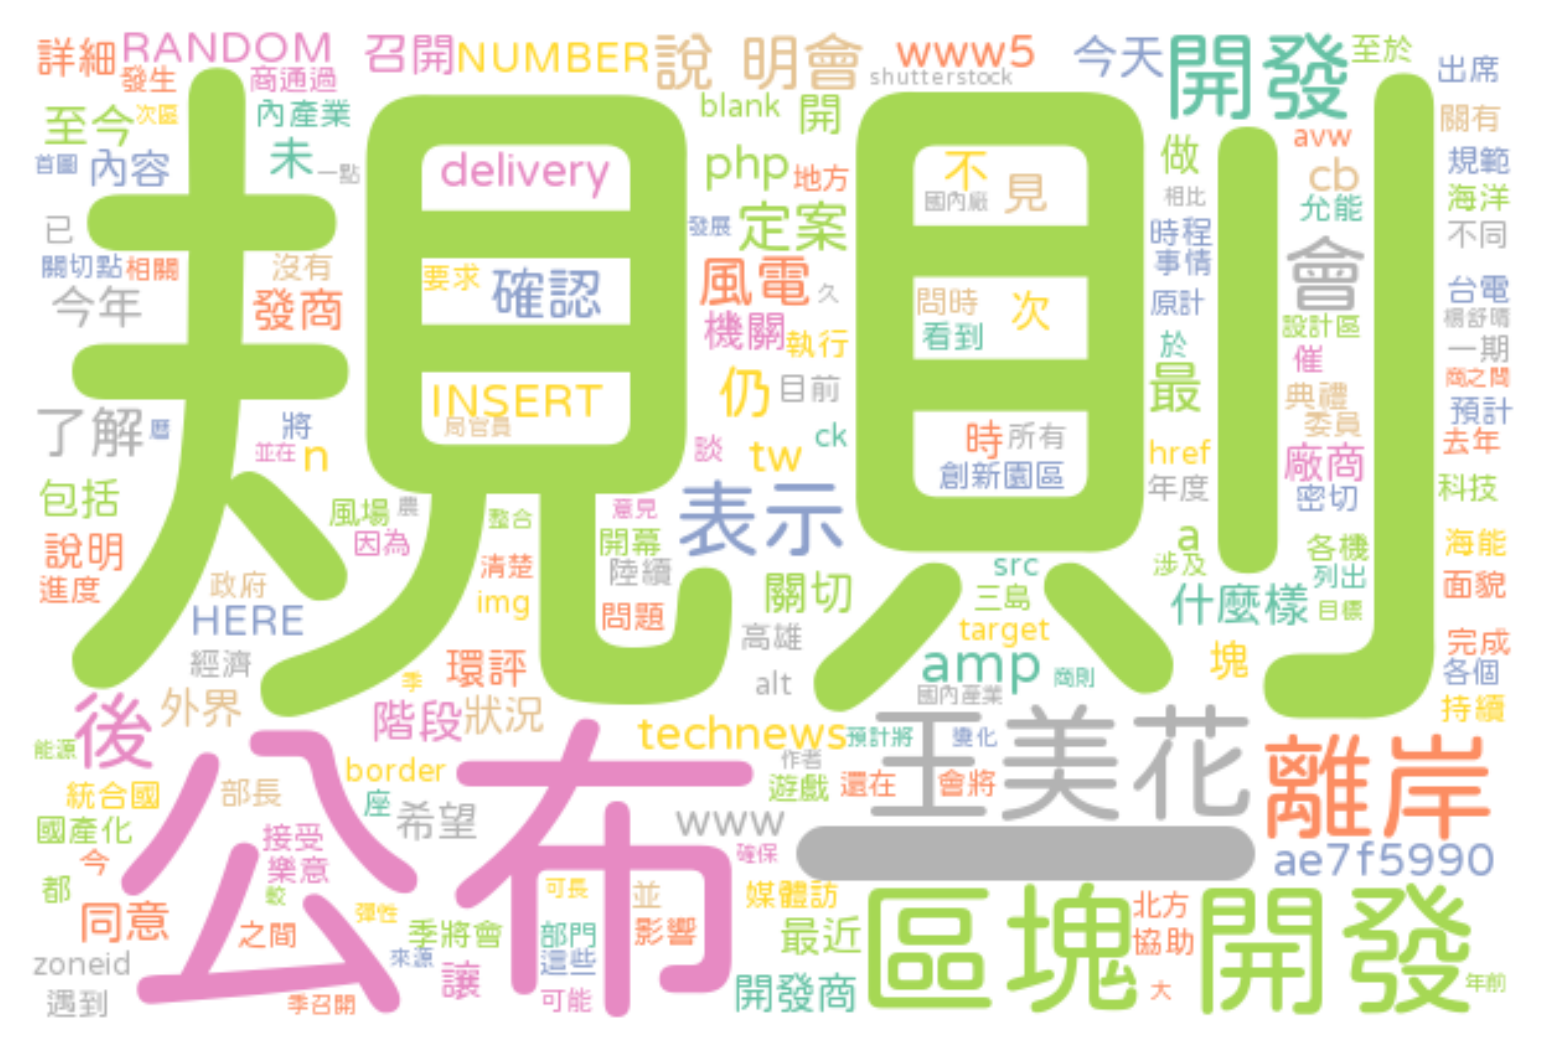 詳細 RANDOM 召開 NUMBER 說 明會 www5 今天 開發 至於
發生 商通過 shutterstock 出席
至今 次區 內產業 blank 開 關有
avw
首圖 內容 未 一點 delivery php 地方 不 見 做 cb 規範
國內廠 相比 允能 海洋
已 發展 定案 時程 不同
關切點 相關 沒有 要求 確認 風電 久 事情 會 台電
今年 發商 問時 次 原計
機關 執行 看到 於 設計區 楊舒晴
催 一期
規則
INSERT 仍 目前 最 典禮 商之間
了解 曆 將 局官員 委員 預計
並在 n 談 tw ck 時 所有 href 廠商 去年
創新園區 年度 密切
包括 風場 農 整合 意見 表示 科技
說明 因為 開幕 a 各機 海能
進度 政府 清楚 陸續 src 涉及 列出 面貌
HERE img 問題 關切 三島 什麼樣 目標
高雄 target 完成
經濟 環評 amp 塊 各個
季 alt 國內產業 商則
後 外界 階段 狀況 持續
能源 technews 預計將 變化 王美花 離岸
border 作者
統合國 部長 座 希望 遊戲 還在 會將
國產化 接受 www
今 樂意 公布 確保 ae7f5990
都 較 可長 並 媒體訪
同意 之間 彈性 季將會 部門 影響 最近 區塊開發 北方
zoneid 來源 這些 協助
遇到 季召開 讓 可能 開發商 大 年前